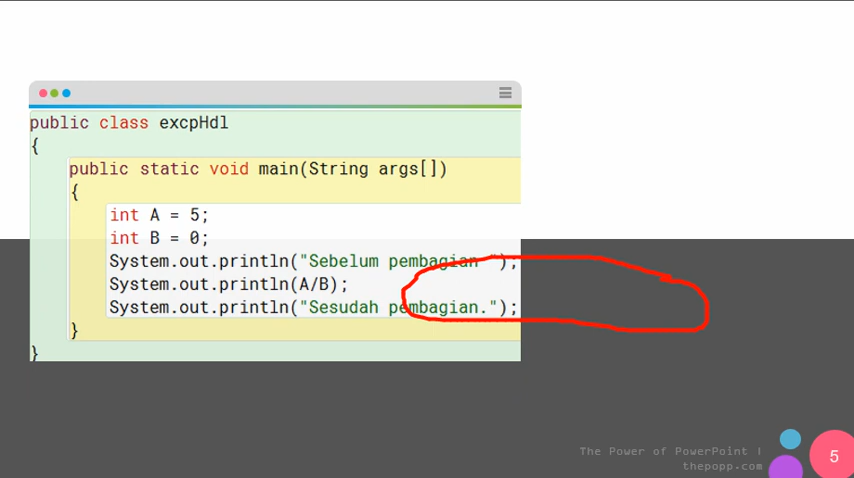 public class excpHdl
{
public static void main(String args[])
{
int A = 5;
int B = 0;
System.out.println("Sebelum pembagian ");
System.out.println(A/B);
System.out.println("Sesudah pembagian.");
}
}
The Power of PowerPoint |
thepopp.com
5